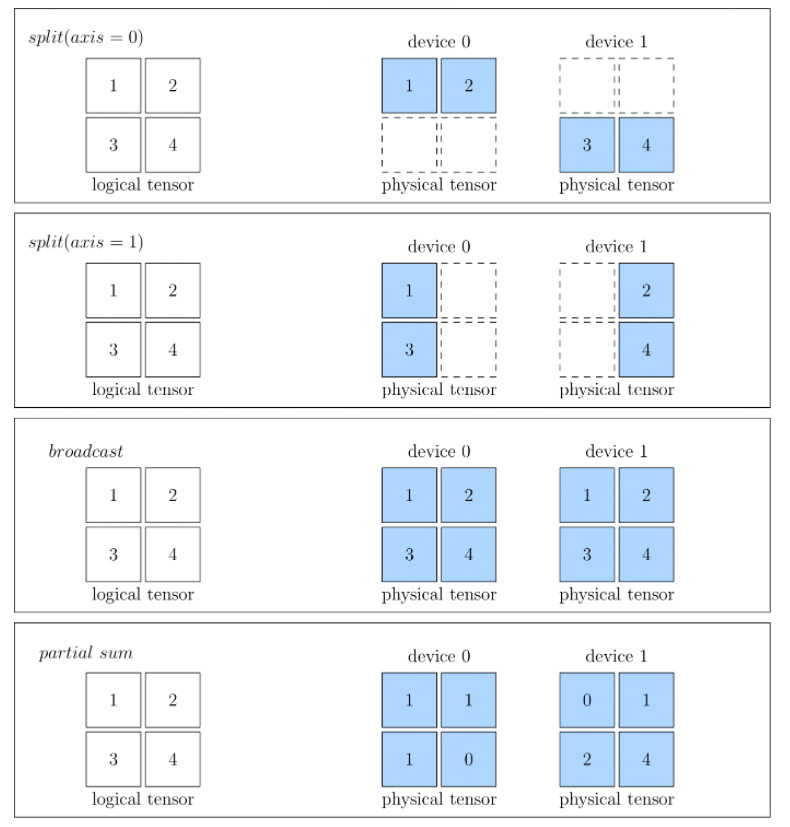 split(axis = 0)
device 0 device 1
1 2 1 2
3 4 3 4
logical tensor physical tensor physical tensor
split(axis = 1)
device 0 device 1
1 2 1 2
3 4 3 4
logical tensor physical tensor physical tensor
broadcast
device 0 device 1
1 2 1 2 1 2
3 4 3 4 3 4
logical tensor physical tensor physical tensor
partial sum
device 0 device 1
1 2 1 1 0 1
3 4 1 0 2 4
logical tensor physical tensor physical tensor